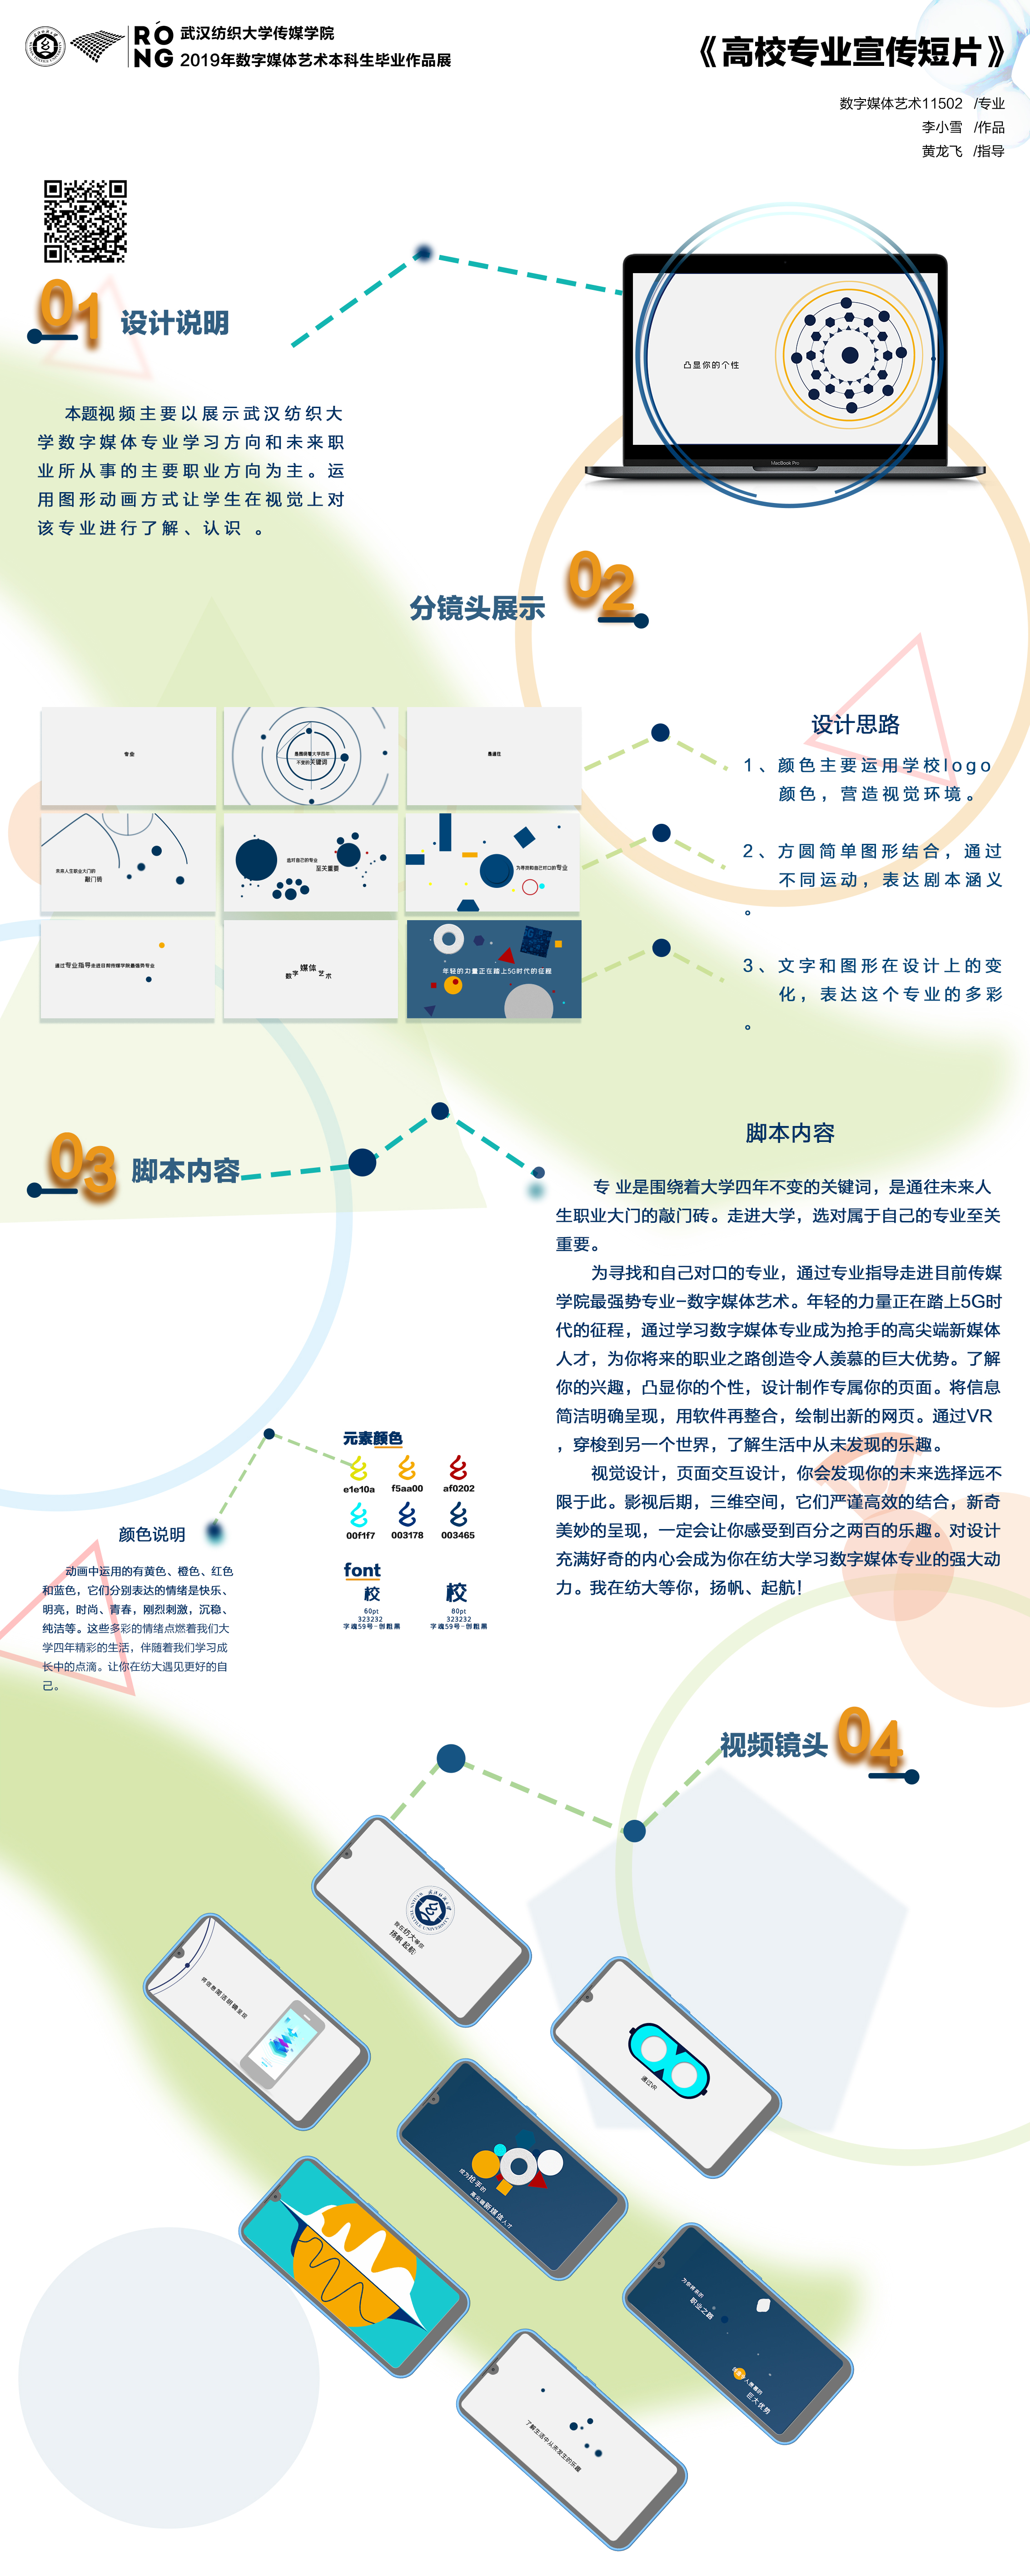 RÓNG
武汉纺织大学传媒学院
2019年数字媒体艺术本科生毕业作品展
《高校专业宣传短片》
数字媒体艺术11502 /专业
李小雪 /作品
黄龙飞 /指导
01 设计说明
本题视频主要以展示武汉纺织大
学数字媒体专业学习方向和未来职
业所从事的主要职业方向为主。运
用图形动画方式让学生在视觉上对
该专业进行了解、认识 。
凸显你的个性
MacBook Pro
分镜头展示 02
专业
是围绕着大学四年
不变的关键词
是通往
未来人生职业大门的
敲门砖
选对自己的专业
至关重要
为寻找和自己对口的专业
通过专业指导走进目前传媒学院最强势专业
数字媒体艺术
年轻的力量正在踏上5G时代的征程
设计思路
1、颜色主要运用学校logo
颜色，营造视觉环境。
2、方圆简单图形结合，通过
不同运动，表达剧本涵义
。
3、文字和图形在设计上的变
化，表达这个专业的多彩
。
03 脚本内容
脚本内容
专 业是围绕着大学四年不变的关键词，是通往未来人
生职业大门的敲门砖。走进大学，选对属于自己的专业至关
重要。
为寻找和自己对口的专业，通过专业指导走进目前传媒
学院最强势专业-数字媒体艺术。年轻的力量正在踏上5G时
代的征程，通过学习数字媒体专业成为抢手的高尖端新媒体
人才，为你将来的职业之路创造令人羡慕的巨大优势。了解
你的兴趣，凸显你的个性，设计制作专属你的页面。将信息
简洁明确呈现，用软件再整合，绘制出新的网页。通过VR
，穿梭到另一个世界，了解生活中从未发现的乐趣。
视觉设计，页面交互设计，你会发现你的未来选择远不
限于此。影视后期，三维空间，它们严谨高效的结合，新奇
美妙的呈现，一定会让你感受到百分之两百的乐趣。对设计
充满好奇的内心会成为你在纺大学习数字媒体专业的强大动
力。我在纺大等你，扬帆、起航！
元素颜色
e1e10a f5aa00 af0202
00f1f7 003178 003465
font
校 校
60pt 80pt
323232 323232
字魂59号-创粗黑 字魂59号-创粗黑
颜色说明
动画中运用的有黄色、橙色、红色
和蓝色，它们分别表达的情绪是快乐、
明亮，时尚、青春，刚烈刺激，沉稳、
纯洁等。这些多彩的情绪点燃着我们大
学四年精彩的生活，伴随着我们学习成
长中的点滴。让你在纺大遇见更好的自
己。
视频镜头 04
我在纺大等你
扬帆 起航!
将信息简洁明确呈现
通过VR
成为抢手的
高尖端新媒体人才
为你将来的
职业之路
人羡慕的
巨大优势
了解生活中从未发生的乐趣